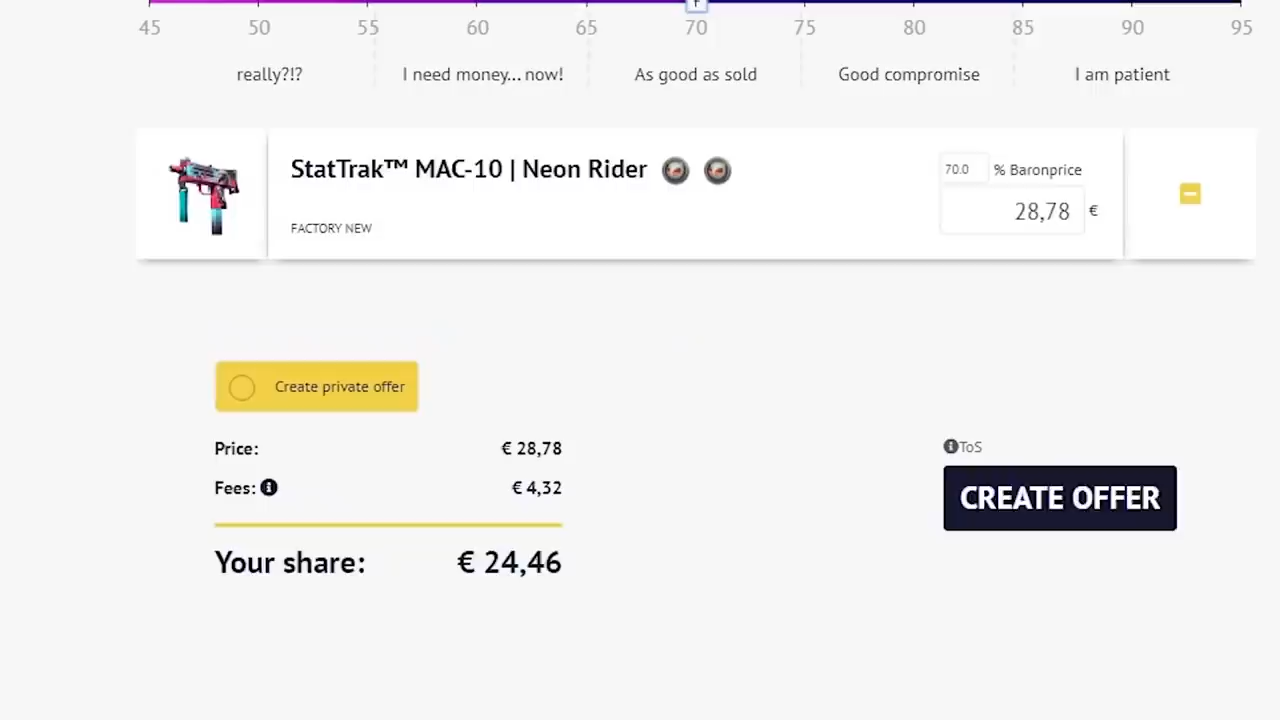 45 50 55 60 65 70 75 80 85 90 95
really?!? I need money... now! As good as sold Good compromise I am patient
StatTrak™ MAC-10 | Neon Rider
70.0 % Baronprice
28,78 €
FACTORY NEW
Create private offer
Price: € 28,78
ToS
Fees: € 4,32
CREATE OFFER
Your share: € 24,46